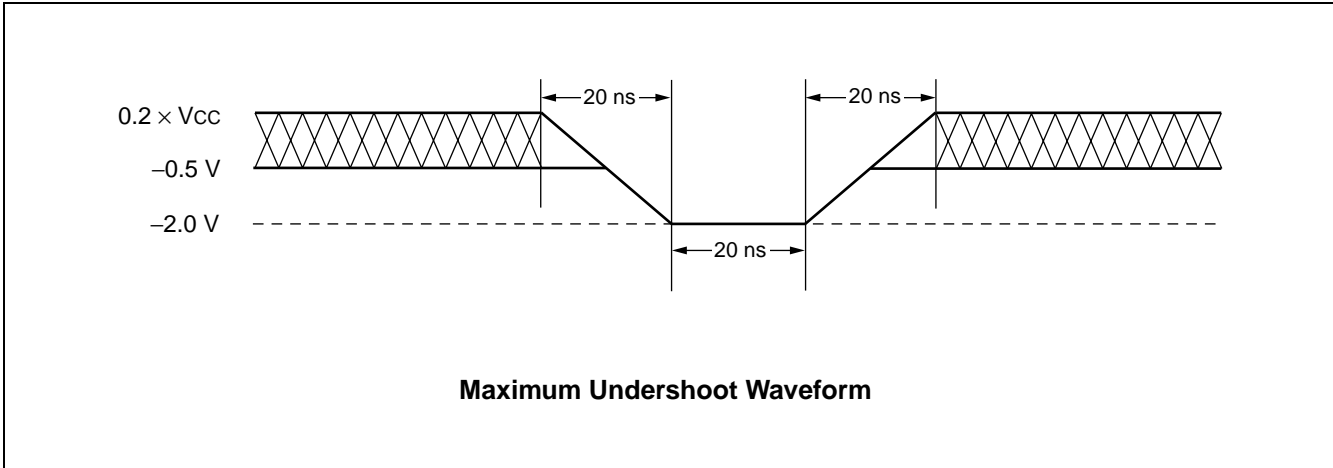 20 ns
20 ns
0.2 × VCC
–0.5 V
–2.0 V
20 ns
Maximum Undershoot Waveform